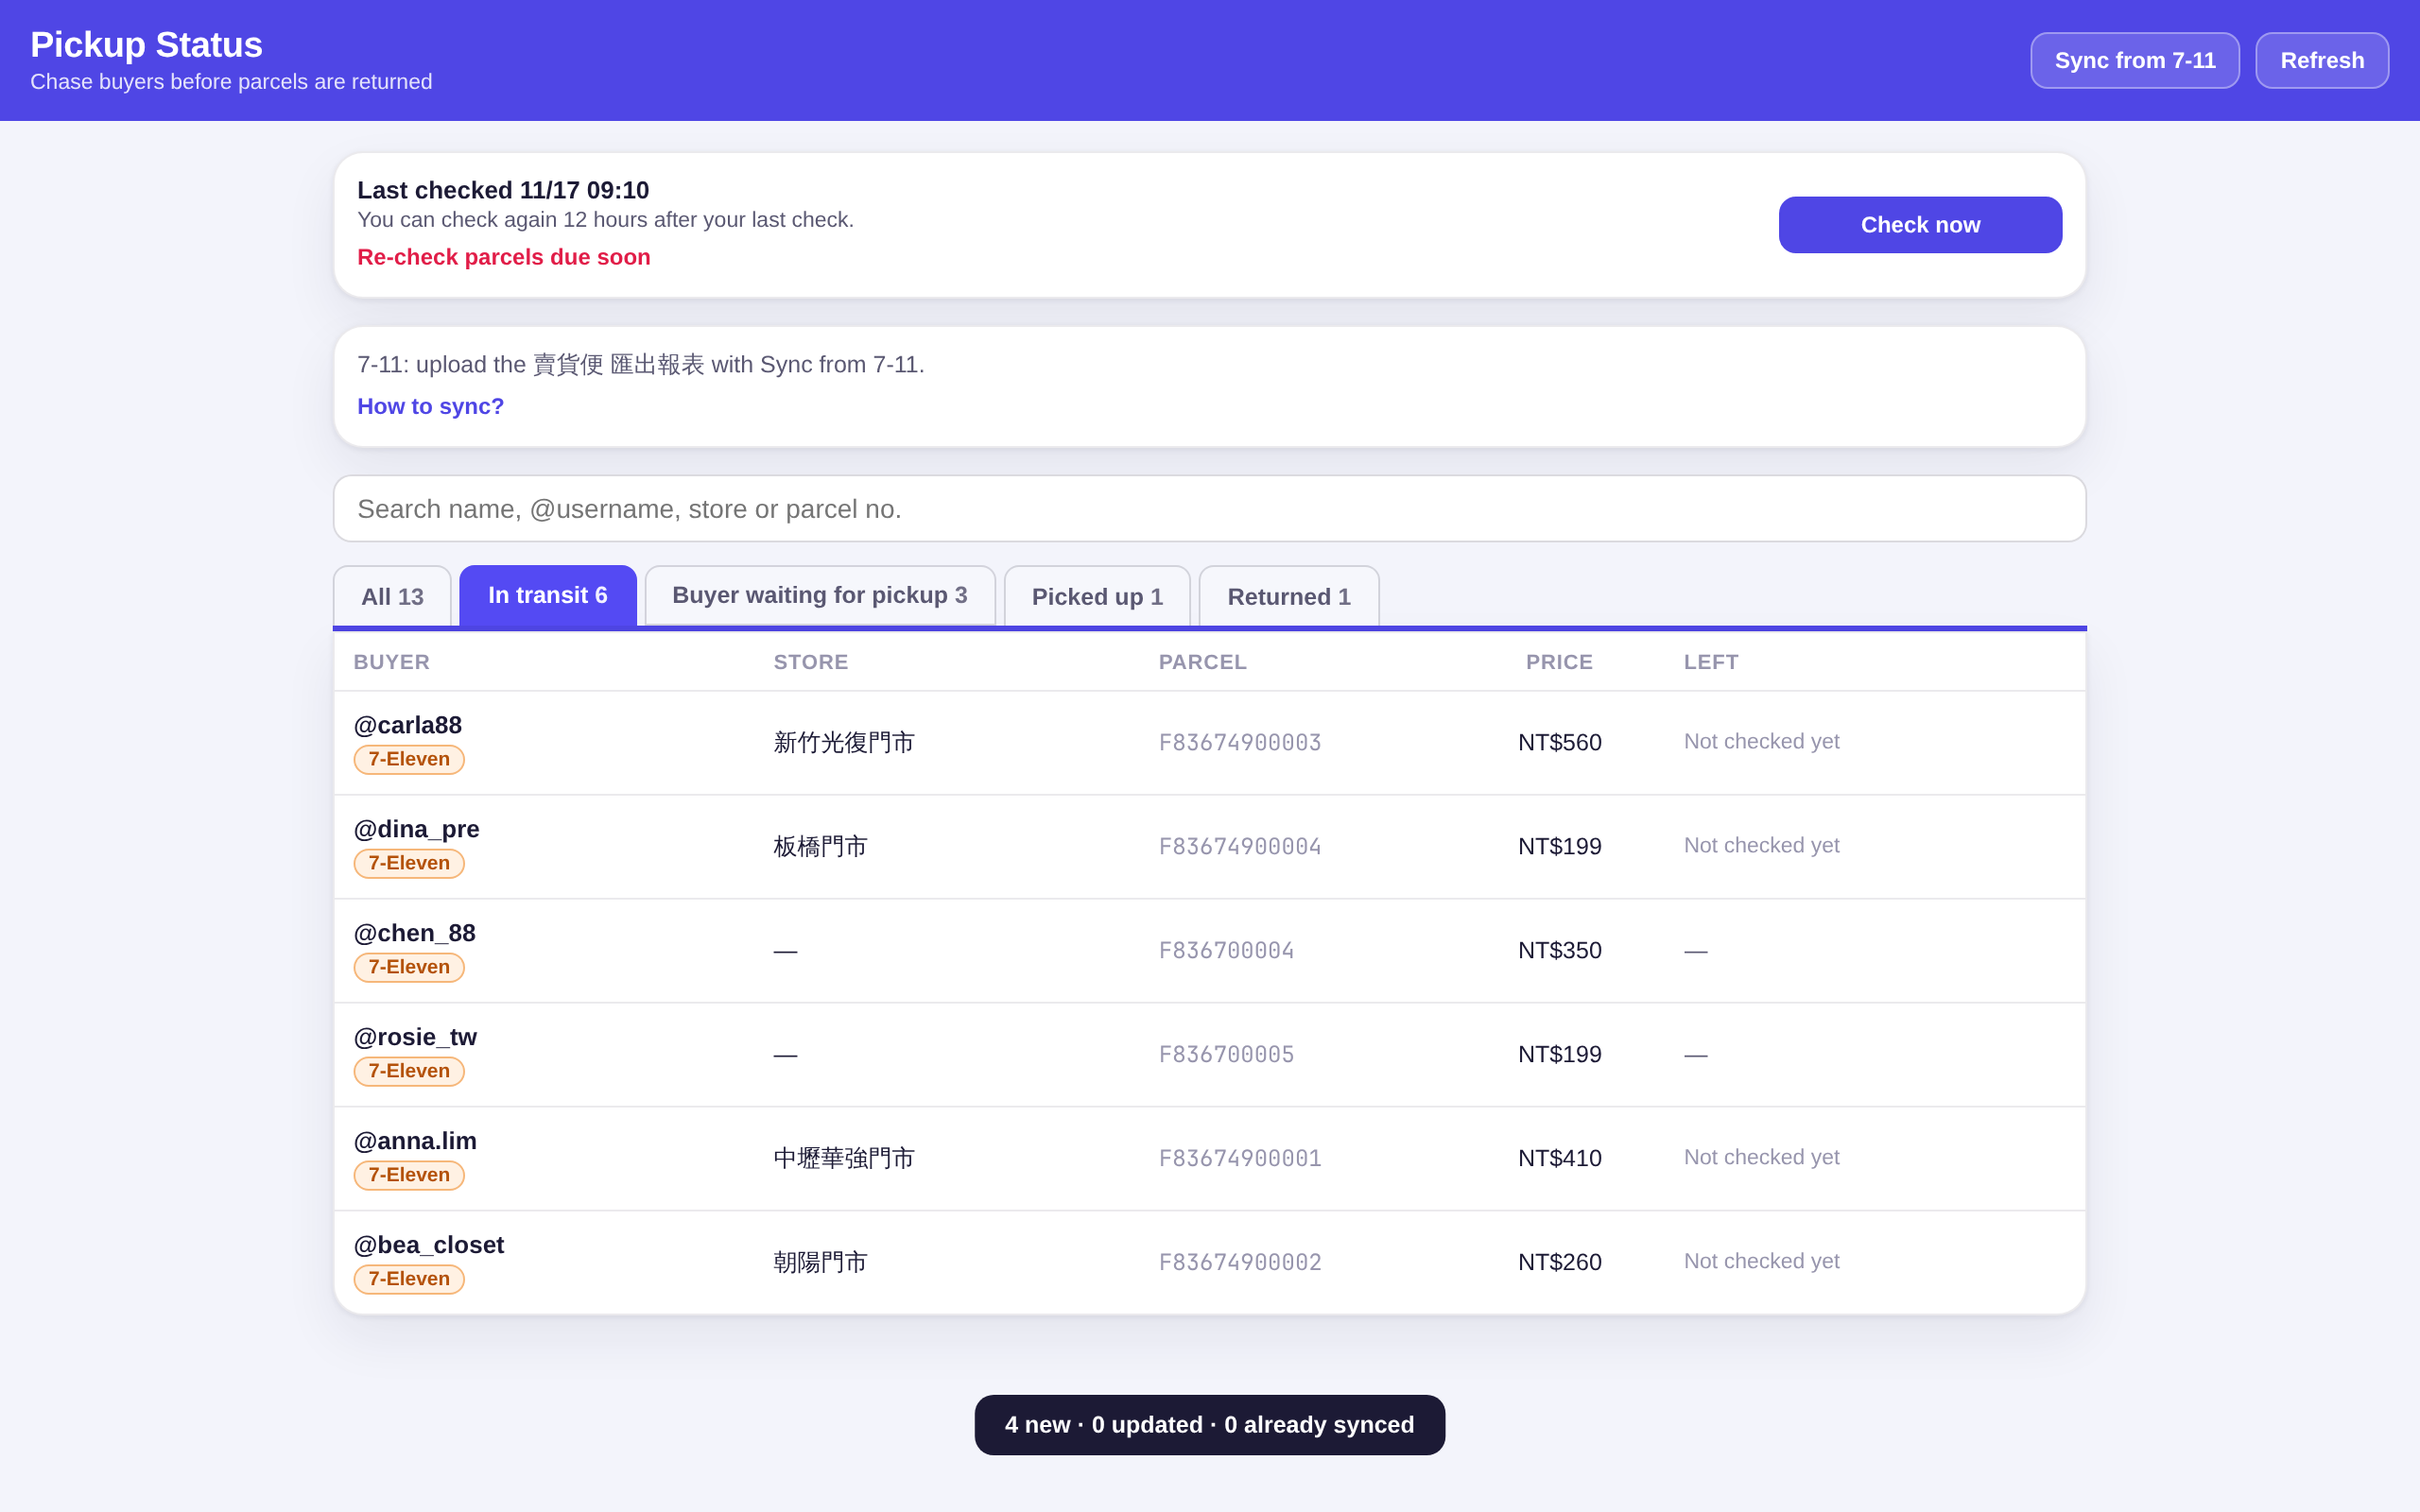 Pickup Status
Chase buyers before parcels are returned
Sync from 7-11
Refresh
Last checked 11/17 09:10
You can check again 12 hours after your last check.
Re-check parcels due soon
Check now
7-11: upload the 賣貨便 匯出報表 with Sync from 7-11.
How to sync?
Search name, @username, store or parcel no.
All 13
In transit 6
Buyer waiting for pickup 3
Picked up 1
Returned 1
BUYER STORE PARCEL PRICE LEFT
@carla88
7-Eleven
新竹光復門市 F83674900003 NT$560 Not checked yet
@dina_pre
7-Eleven
板橋門市 F83674900004 NT$199 Not checked yet
@chen_88
7-Eleven
— F836700004 NT$350 —
@rosie_tw
7-Eleven
— F836700005 NT$199 —
@anna.lim
7-Eleven
中壢華強門市 F83674900001 NT$410 Not checked yet
@bea_closet
7-Eleven
朝陽門市 F83674900002 NT$260 Not checked yet
4 new · 0 updated · 0 already synced